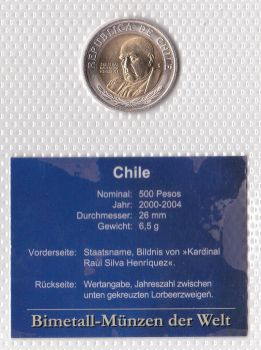 REPUBLICA DE CHILE
Chile
Nominal: 500 Pesos
Jahr: 2000-2004
Durchmesser: 26 mm
Gewicht: 6,5 g
Vorderseite: Staatsname, Bildnis von »Kardinal
Raúl Silva Henriquez«.
Rückseite: Wertangabe, Jahreszahl zwischen
unten gekreuzten Lorbeerzweigen.
Bimetall-Münzen der Welt